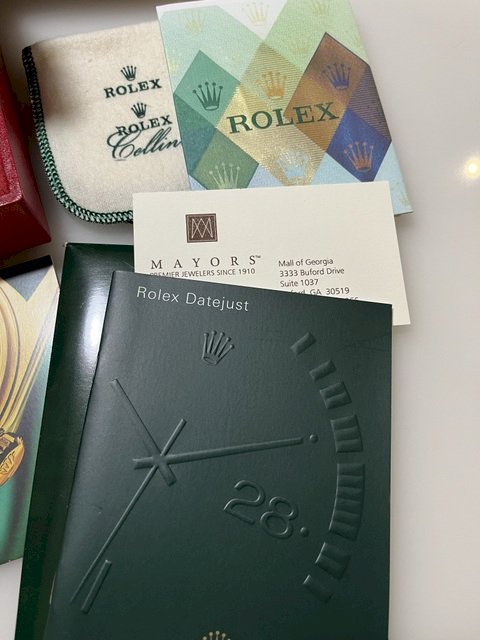 ROLEX
ROLEX
Cellin
ROLEX
MAYORS™
PREMIER JEWELERS SINCE 1910
Mall of Georgia
3333 Buford Drive
Suite 1037
GA 30519
Rolex Datejust
28.